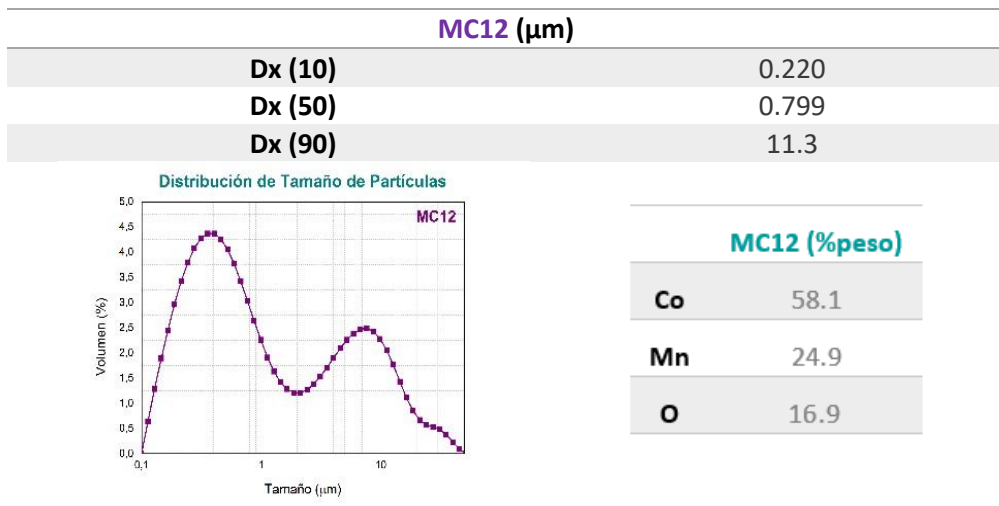 MC12 (µm)
Dx (10) 0.220
Dx (50) 0.799
Dx (90) 11.3
Distribución de Tamaño de Partículas
MC12
5,0
4,5
4,0
3,5
3,0
2,5
2,0
1,5
1,0
0,5
0,0
Volumen (%)
0,1 1 10
Tamaño (µm)
MC12 (%peso)
Co 58.1
Mn 24.9
O 16.9